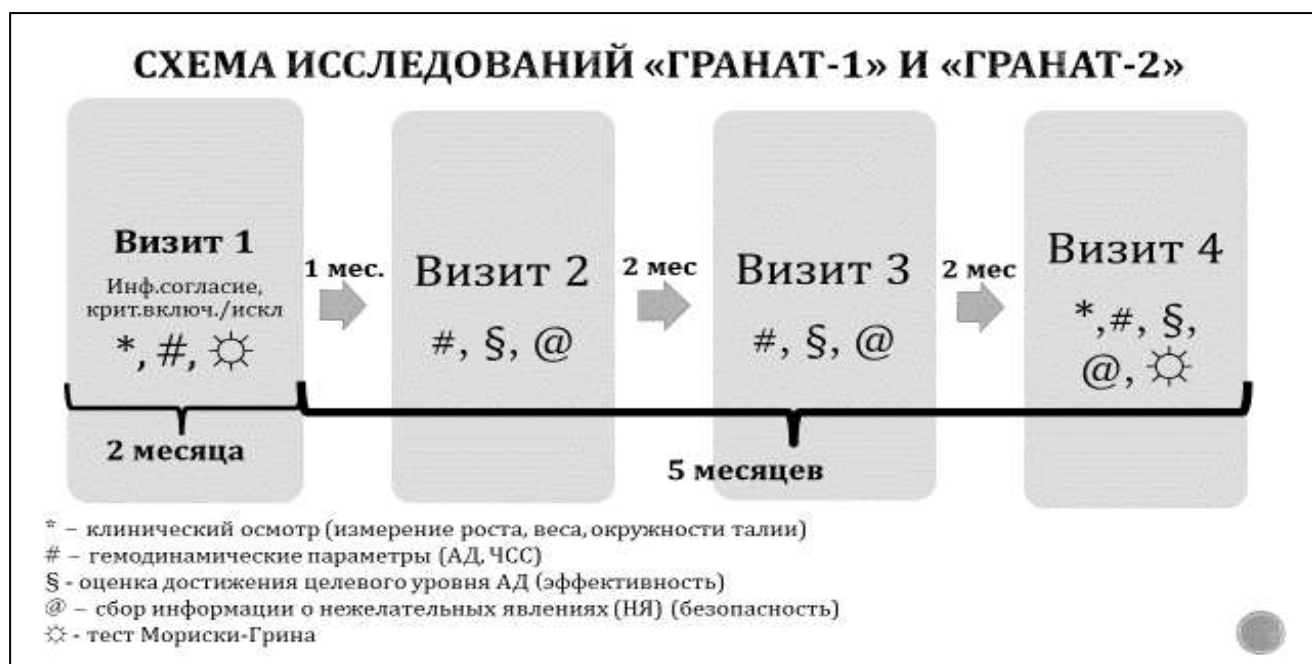 СХЕМА ИССЛЕДОВАНИЙ «ГРАНАТ-1» И «ГРАНАТ-2»
Визит 1
Инф.согласие,
крит.включ./искл
*, #, ☼
2 месяца
1 мес.
Визит 2
#, §, @
2 мес
Визит 3
#, §, @
2 мес
Визит 4
*,#, §,
@, ☼
5 месяцев
* – клинический осмотр (измерение роста, веса, окружности талии)
# – гемодинамические параметры (АД, ЧСС)
§ - оценка достижения целевого уровня АД (эффективность)
@ – сбор информации о нежелательных явлениях (НЯ) (безопасность)
☼ - тест Мориски-Грина